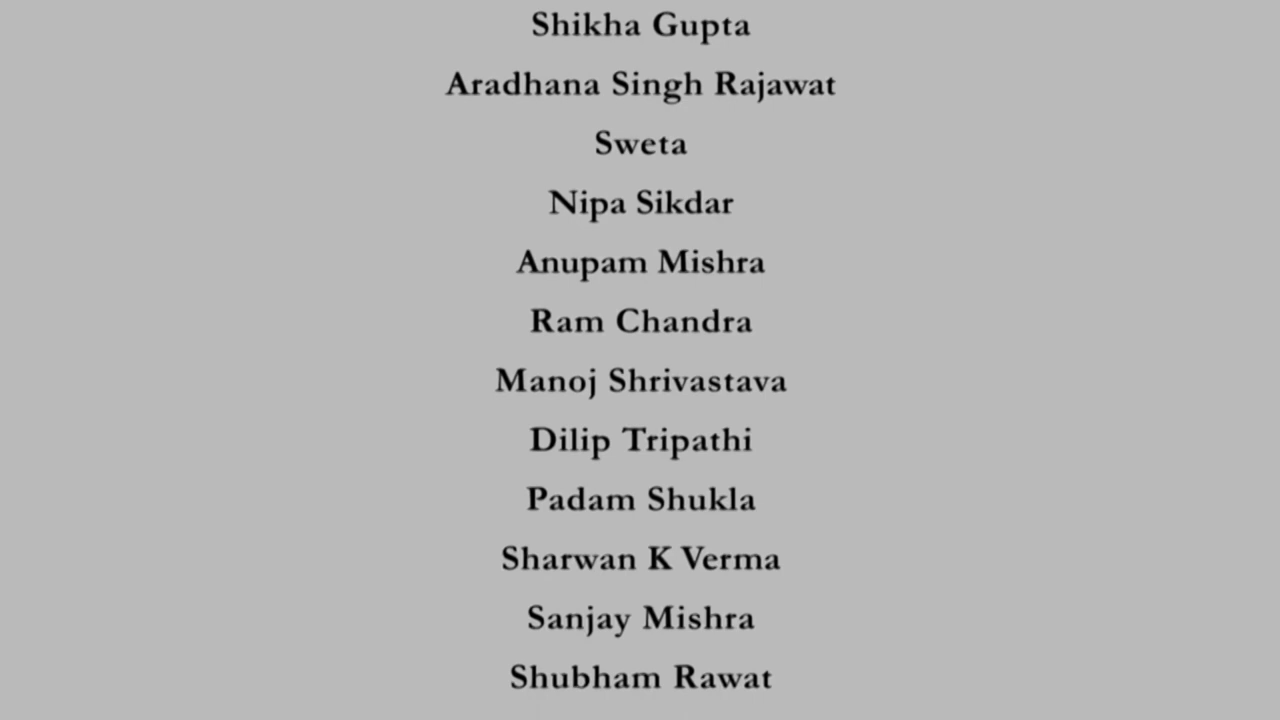 Shikha Gupta
Aradhana Singh Rajawat
Sweta
Nipa Sikdar
Anupam Mishra
Ram Chandra
Manoj Shrivastava
Dilip Tripathi
Padam Shukla
Sharwan K Verma
Sanjay Mishra
Shubham Rawat